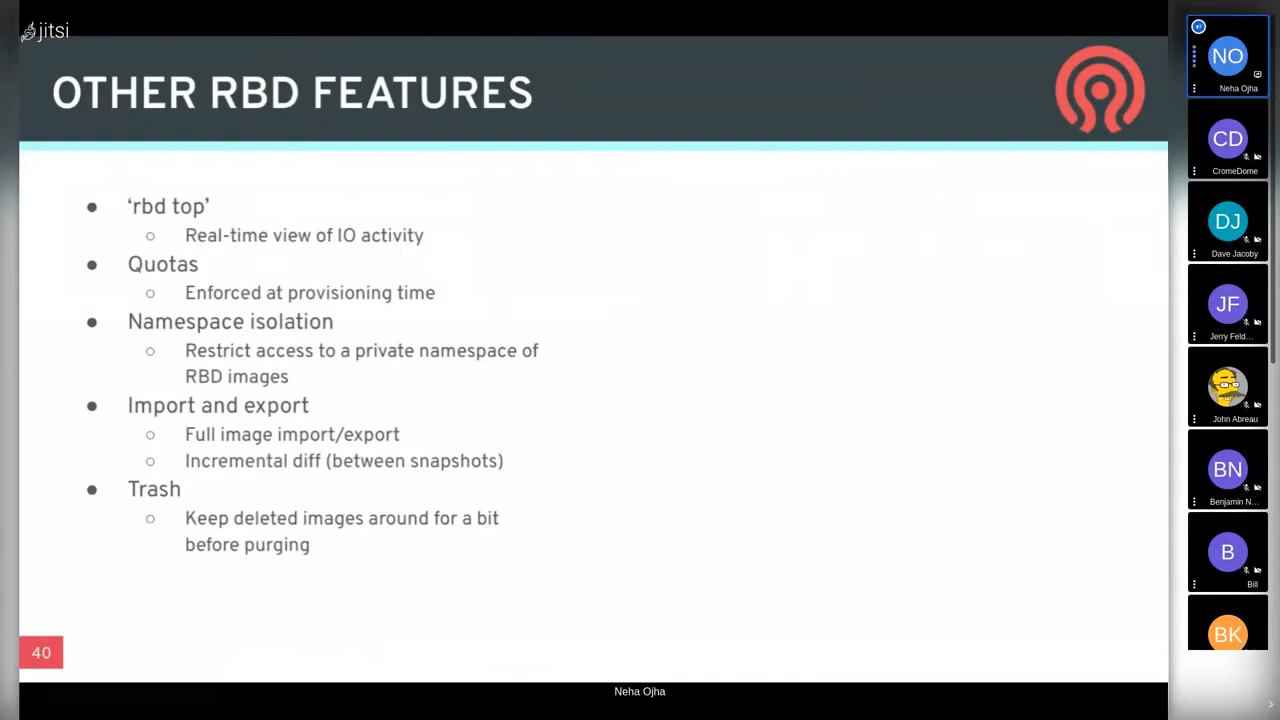 jitsi
OTHER RBD FEATURES
● ‘rbd top’
○ Real-time view of IO activity
● Quotas
○ Enforced at provisioning time
● Namespace isolation
○ Restrict access to a private namespace of
RBD images
● Import and export
○ Full image import/export
○ Incremental diff (between snapshots)
● Trash
○ Keep deleted images around for a bit
before purging
40
Neha Ojha
NO
Neha Ojha
CD
CromeDome
DJ
Dave Jacoby
JF
Jerry Feld...
John Abreau
BN
Benjamin N...
B
Bill
BK